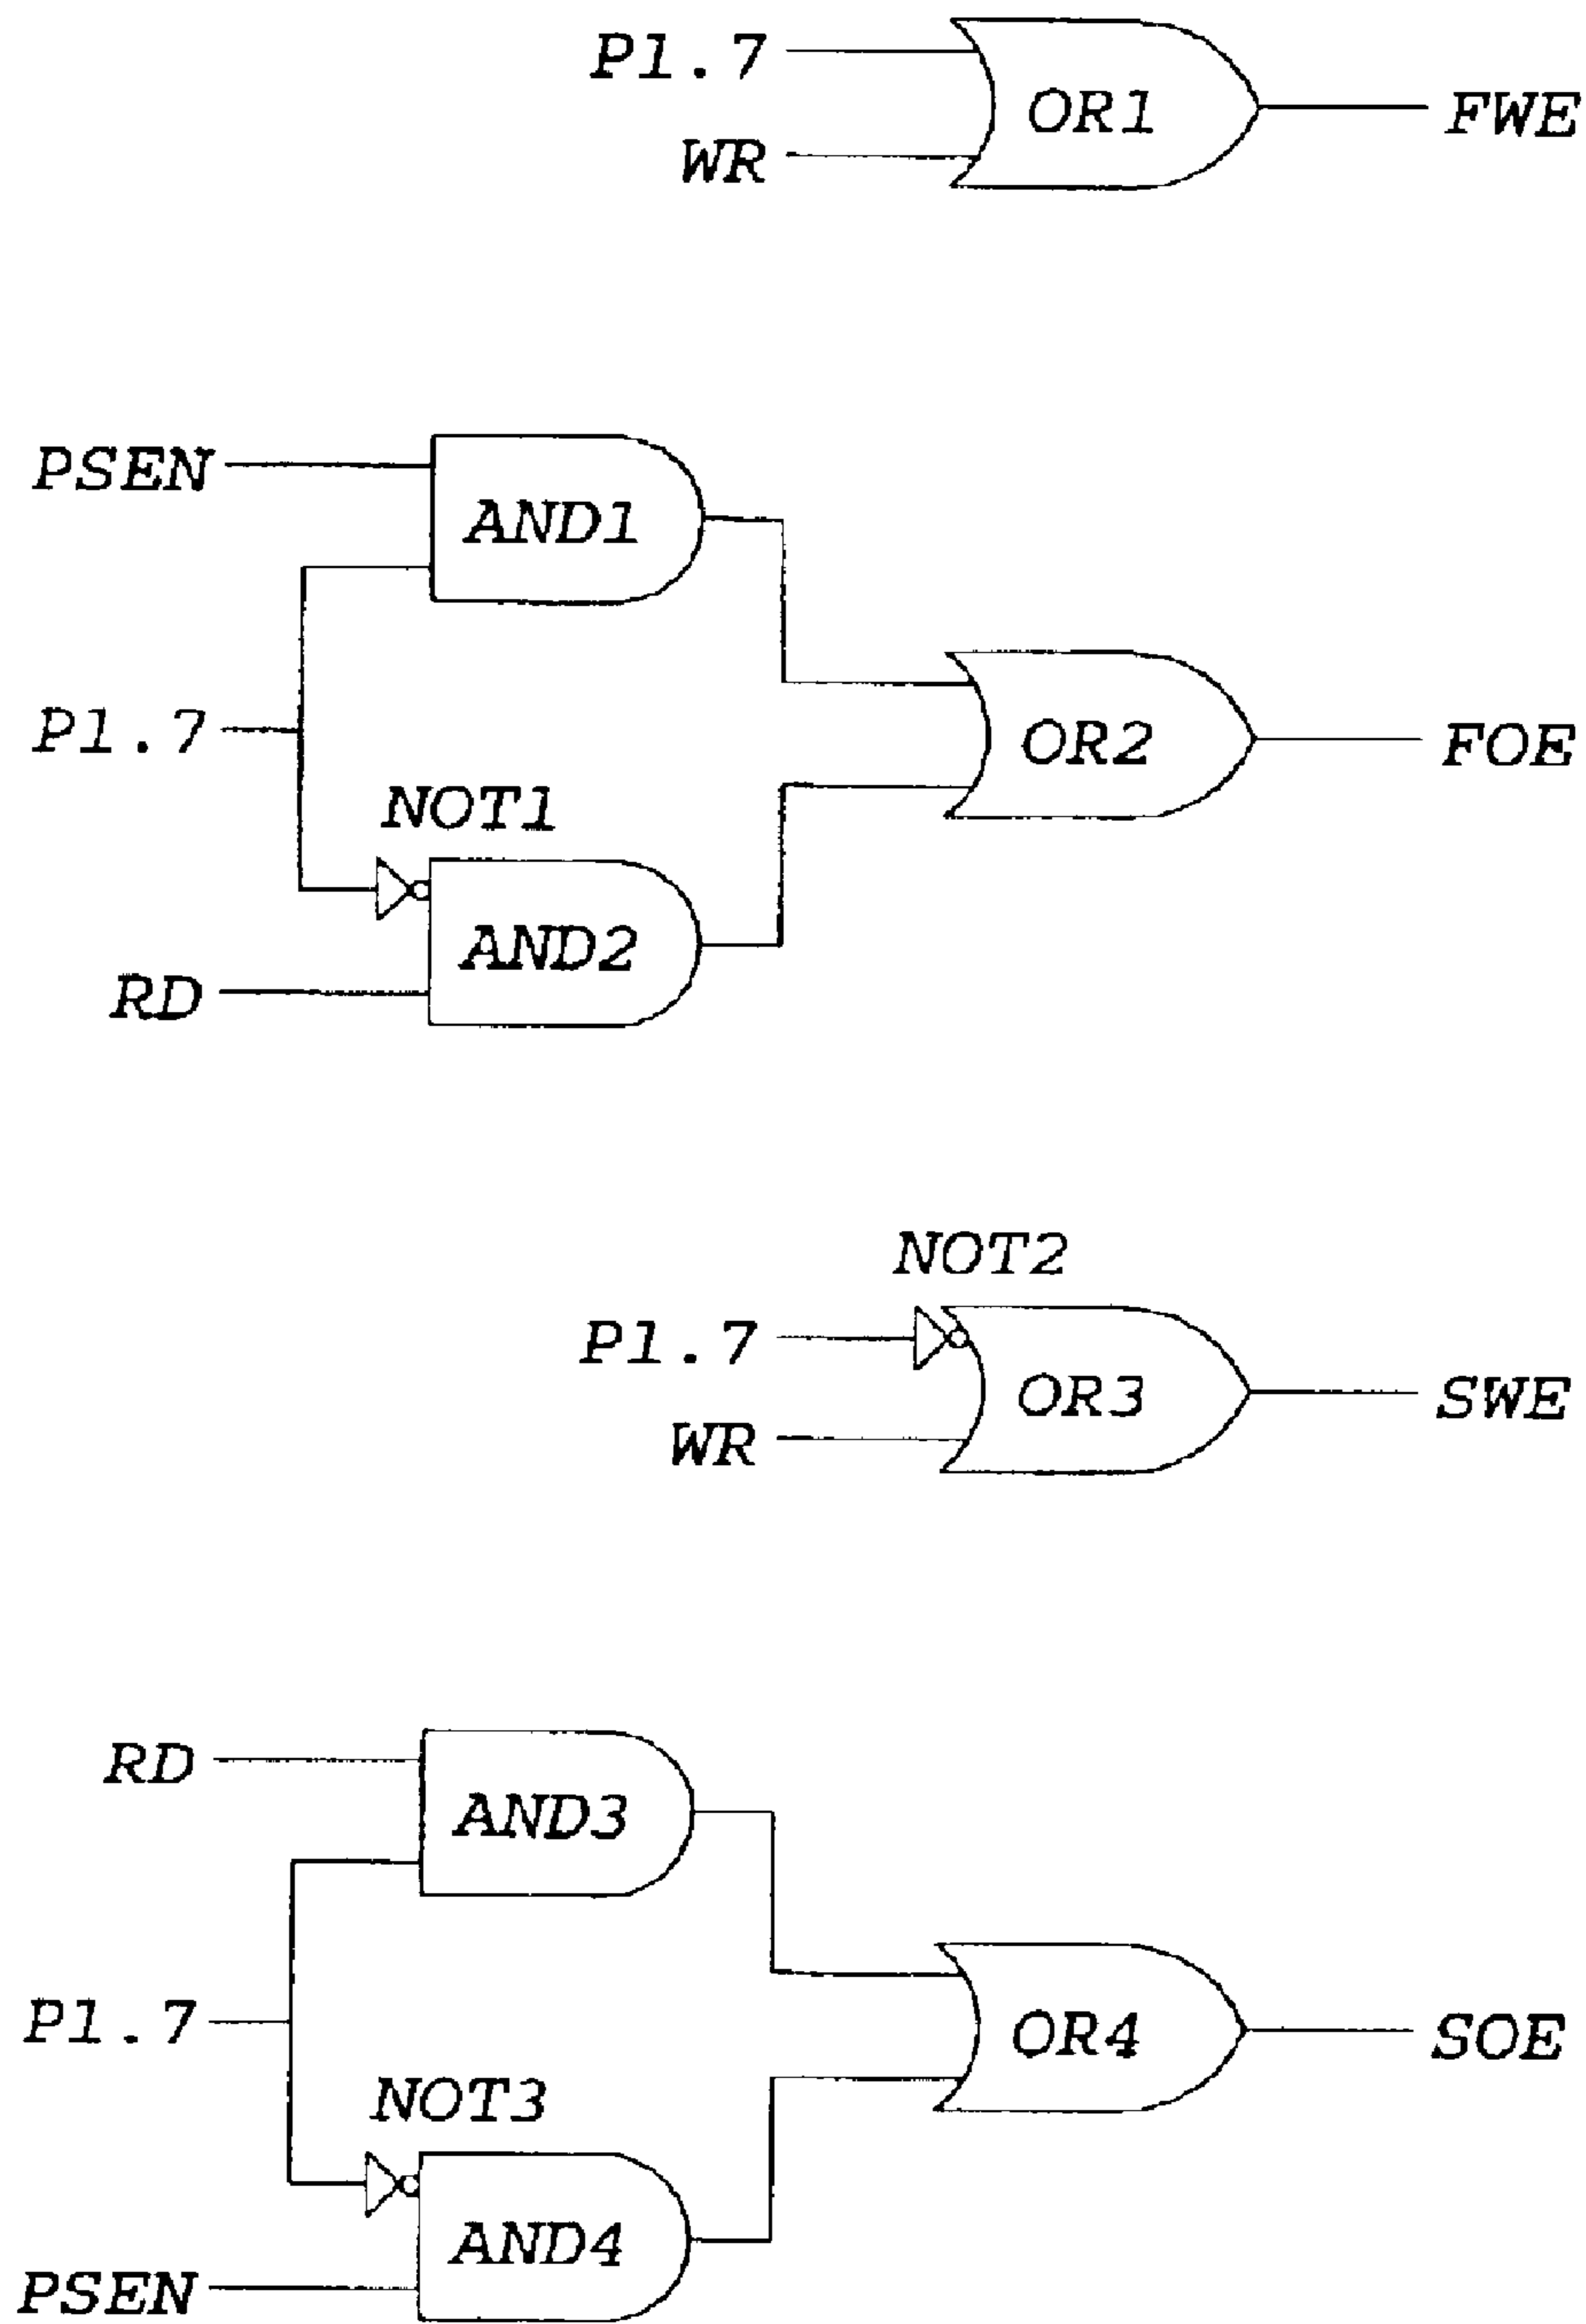 P1.7
OR1
FWE
WR
PSEN
AND1
P1.7
OR2
FOE
NOT1
AND2
RD
NOT2
P1.7
OR3
SWE
WR
RD
AND3
P1.7
OR4
SOE
NOT3
AND4
PSEN